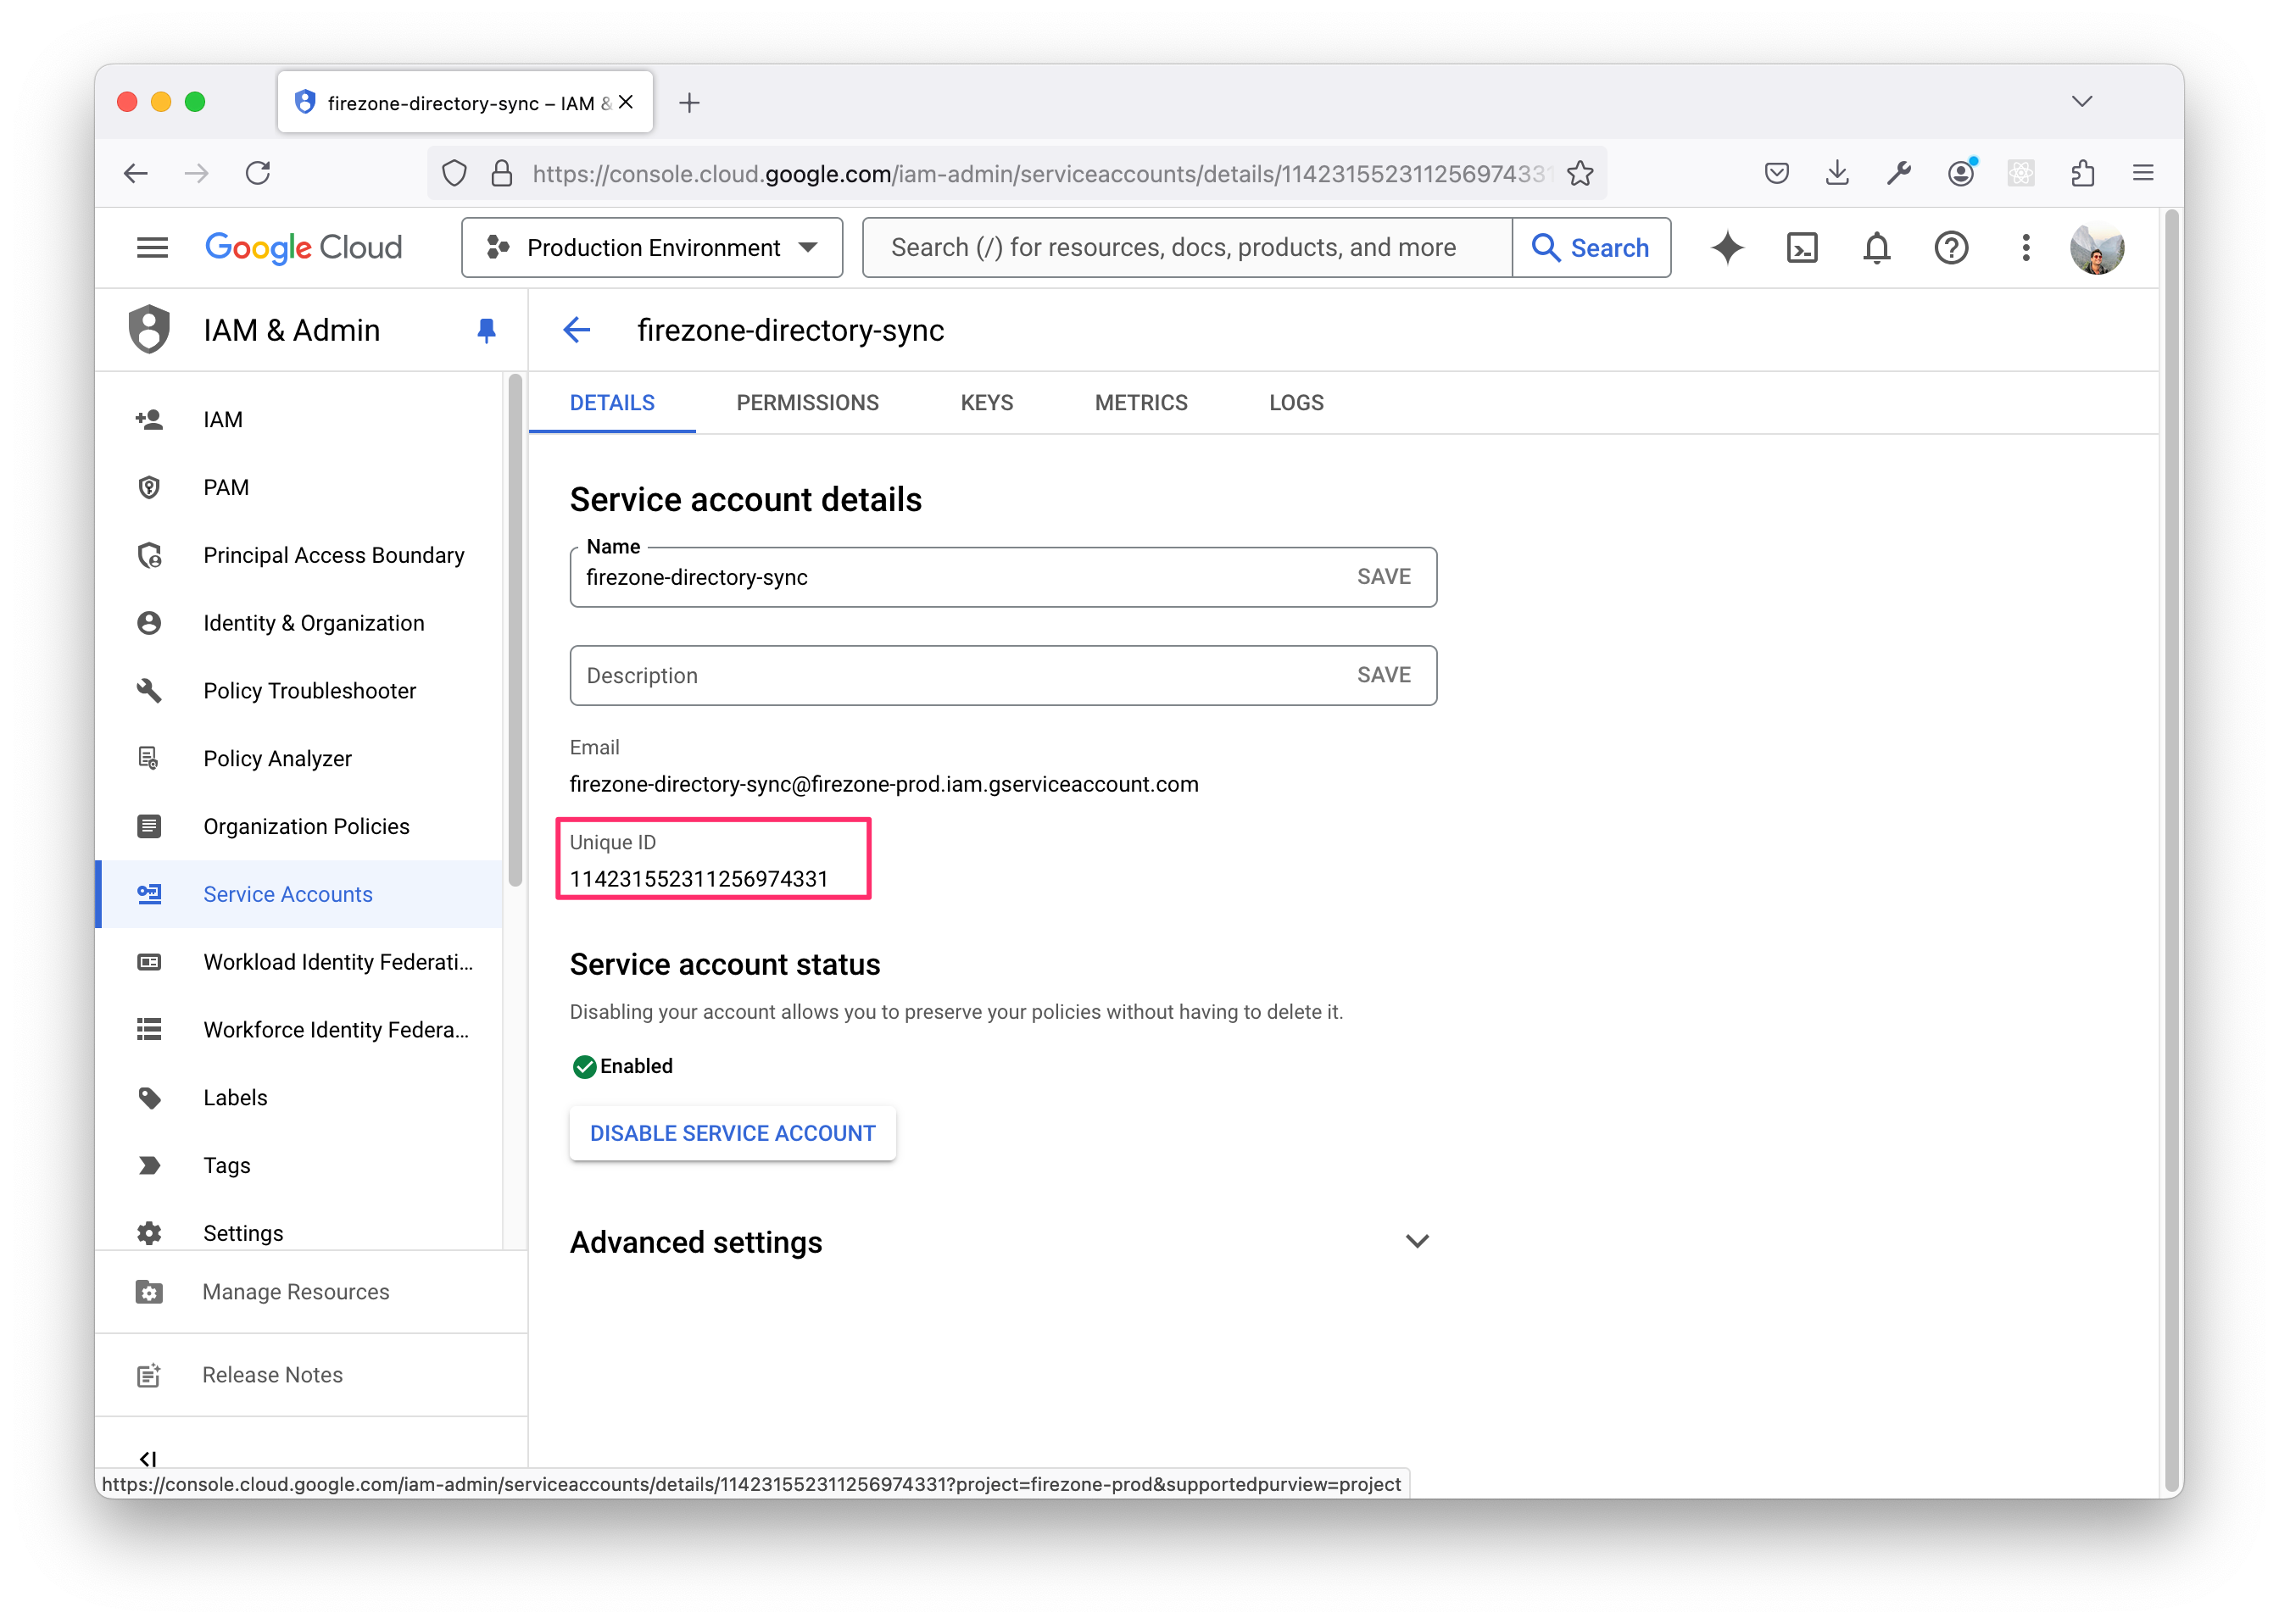 firezone-directory-sync – IAM &
https://console.cloud.google.com/iam-admin/serviceaccounts/details/114231552311256974331
Google Cloud
Production Environment
Search (/) for resources, docs, products, and more
Search
IAM & Admin
firezone-directory-sync
DETAILS
PERMISSIONS
KEYS
METRICS
LOGS
IAM
PAM
Principal Access Boundary
Identity & Organization
Policy Troubleshooter
Policy Analyzer
Organization Policies
Service Accounts
Workload Identity Federati...
Workforce Identity Federa...
Labels
Tags
Settings
Manage Resources
Release Notes
Service account details
Name
firezone-directory-sync
SAVE
Description
SAVE
Email
firezone-directory-sync@firezone-prod.iam.gserviceaccount.com
Unique ID
114231552311256974331
Service account status
Disabling your account allows you to preserve your policies without having to delete it.
Enabled
DISABLE SERVICE ACCOUNT
Advanced settings
https://console.cloud.google.com/iam-admin/serviceaccounts/details/114231552311256974331?project=firezone-prod&supportedpurview=project